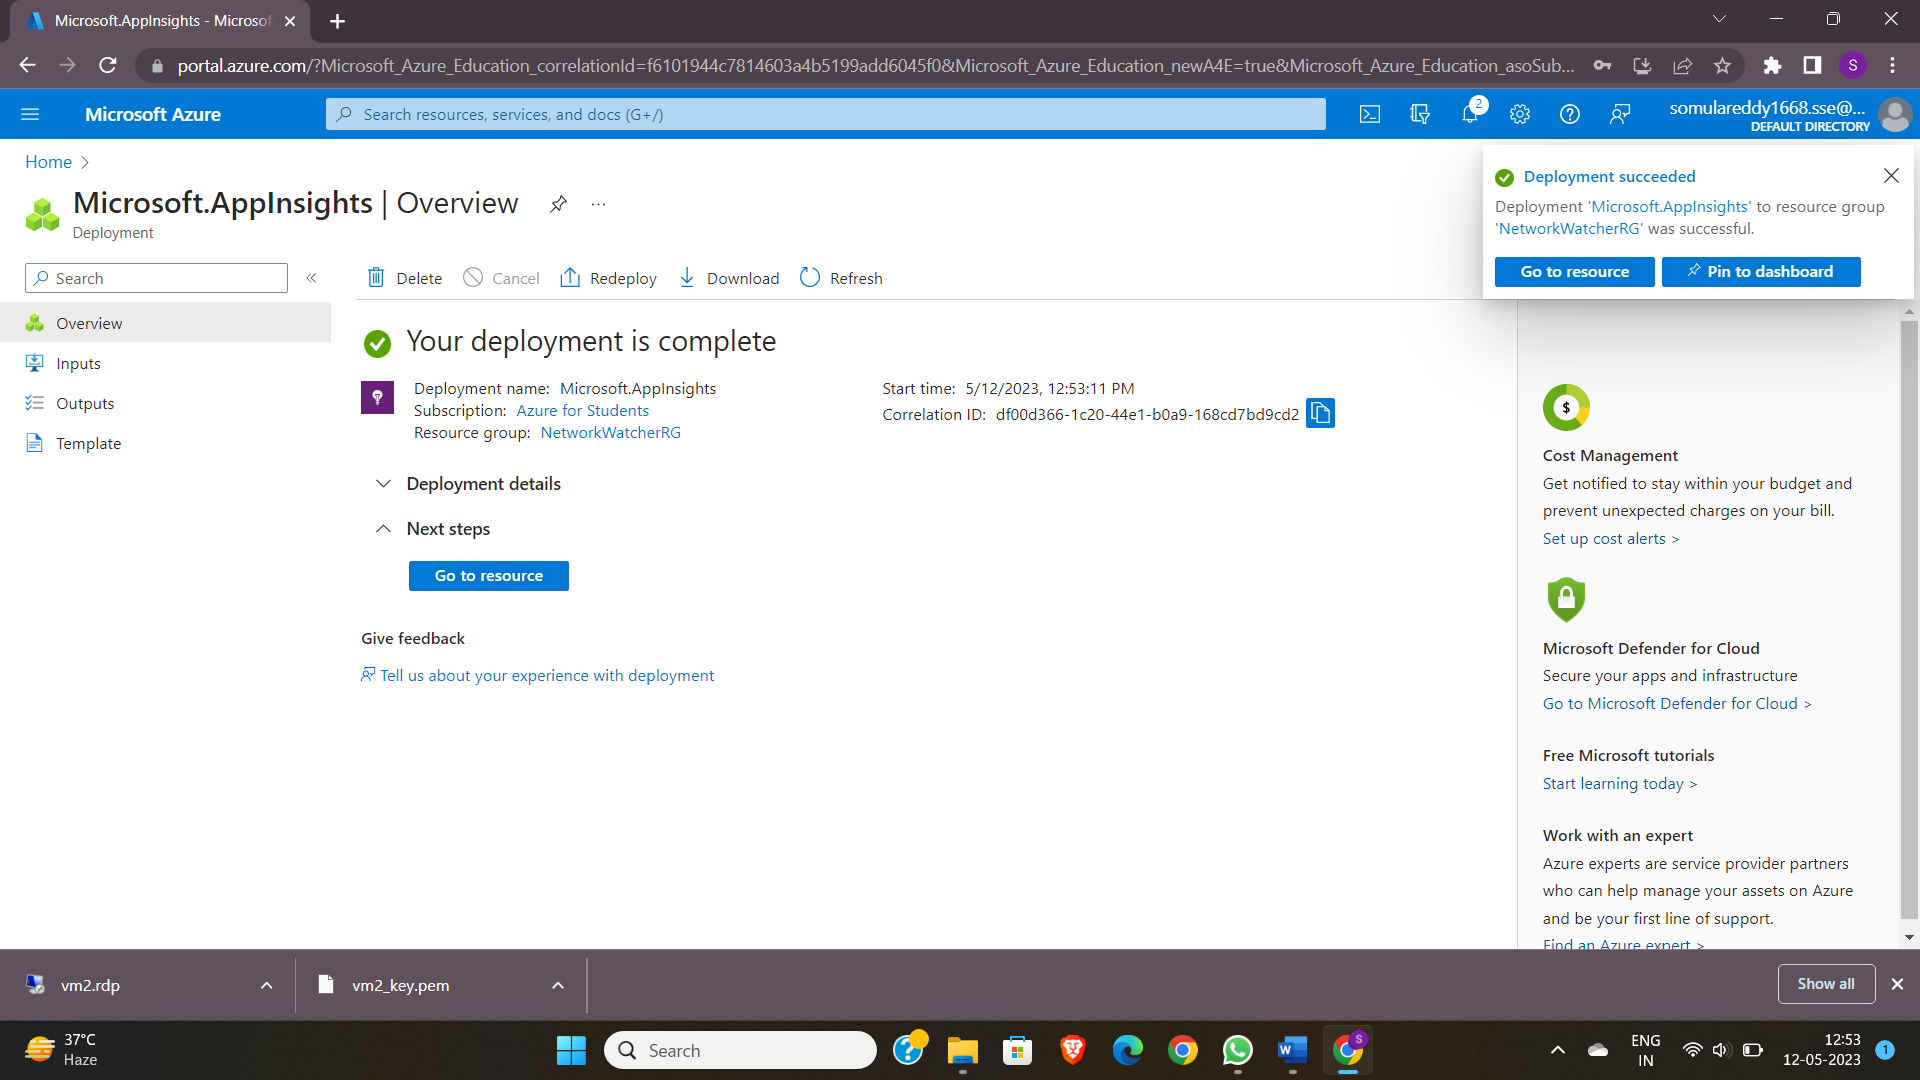 Microsoft.AppInsights - Microsof
portal.azure.com/?Microsoft_Azure_Education_correlationId=f6101944c7814603a4b5199add6045f0&Microsoft_Azure_Education_newA4E=true&Microsoft_Azure_Education_asoSub...
S
Microsoft Azure
Search resources, services, and docs (G+/)
2
somulareddy1668.sse@...
DEFAULT DIRECTORY
Home
Microsoft.AppInsights | Overview
Deployment
Deployment succeeded
Deployment 'Microsoft.AppInsights' to resource group
'NetworkWatcherRG' was successful.
Go to resource
Pin to dashboard
Search
Delete
Cancel
Redeploy
Download
Refresh
Overview
Inputs
Outputs
Template
Your deployment is complete
Deployment name: Microsoft.AppInsights
Subscription: Azure for Students
Resource group: NetworkWatcherRG
Start time: 5/12/2023, 12:53:11 PM
Correlation ID: df00d366-1c20-44e1-b0a9-168cd7bd9cd2
Deployment details
Next steps
Go to resource
Give feedback
Tell us about your experience with deployment
$
Cost Management
Get notified to stay within your budget and
prevent unexpected charges on your bill.
Set up cost alerts >
Microsoft Defender for Cloud
Secure your apps and infrastructure
Go to Microsoft Defender for Cloud >
Free Microsoft tutorials
Start learning today >
Work with an expert
Azure experts are service provider partners
who can help manage your assets on Azure
and be your first line of support.
Find an Azure expert >
vm2.rdp
vm2_key.pem
Show all
37°C
Haze
Search
W
S
ENG
IN
12:53
12-05-2023
1